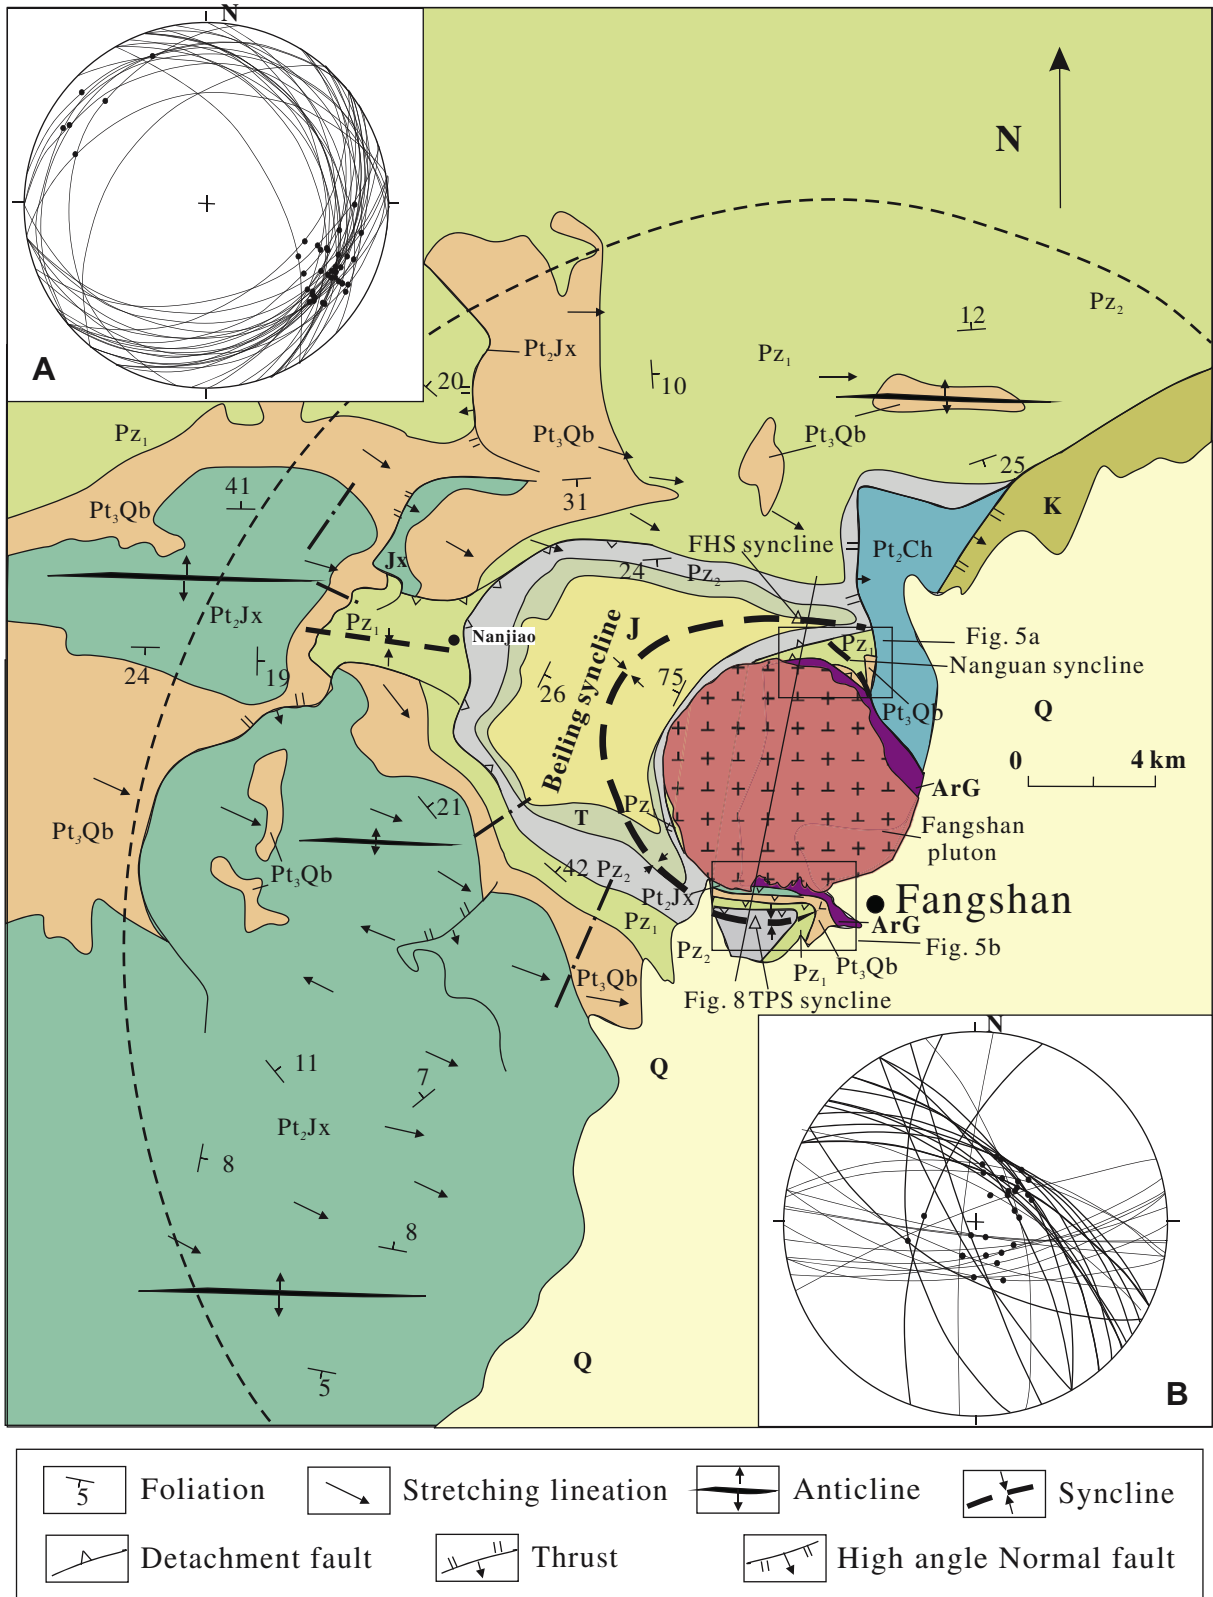 N
A
N
Pz₂
12
Pt₂Jx
Pz₁
20
10
Pz₁
Pt₃Qb
Pt₃Qb
25
41
31
Pt₃Qb
K
FHS syncline
Pt₂Ch
Jx
24
Pz₂
Pt₂Jx
Pz₁
J
Pz₁
Fig. 5a
Nanjiao
Nanguan syncline
24
19
26
75
Beiling syncline
Pt₃Qb
Q
0
4 km
ArG
21
Pz
T
Pt₃Qb
Fangshan
pluton
Pt₃Qb
42
Pz₂
Pt₂Jx
Fangshan
ArG
Pz₁
Pz₂
Fig. 5b
Pt₃Qb
Pz₁
Pt₃Qb
Fig. 8
TPS syncline
N
11
7
Q
Pt₂Jx
8
8
Q
5
B
5
Foliation
Stretching lineation
Anticline
Syncline
Detachment fault
Thrust
High angle Normal fault